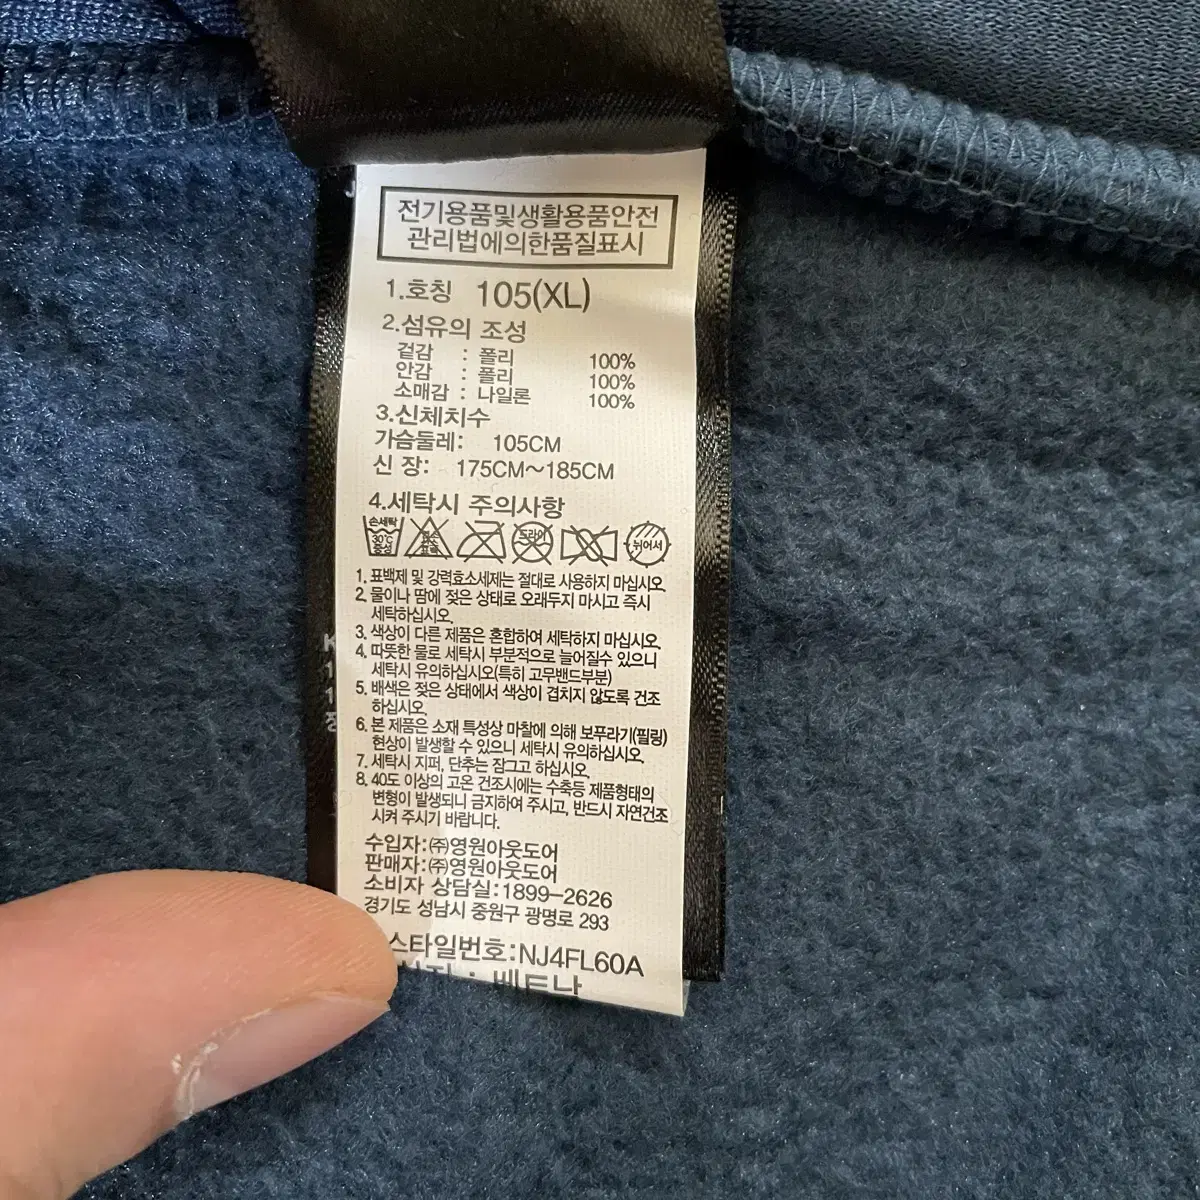 전기용품및생활용품안전
관리법에의한품질표시
1.호칭 105(XL)
2.섬유의 조성
겉감 : 폴리 100%
안감 : 폴리 100%
소매감 : 나일론 100%
3.신체치수
가슴둘레: 105CM
신 장: 175CM~185CM
4.세탁시 주의사항
손세탁
30°C
중성
드라이
뉘어서
1. 표백제 및 강력효소세제는 절대로 사용하지 마십시오.
2. 물이나 땀에 젖은 상태로 오래두지 마시고 즉시
세탁하십시오.
3. 색상이 다른 제품은 혼합하여 세탁하지 마십시오.
4. 따뜻한 물로 세탁시 부분적으로 늘어질수 있으니
세탁시 유의하십시오(특히 고무밴드부분)
5. 배색은 젖은 상태에서 색상이 겹치지 않도록 건조
하십시오.
6. 본 제품은 소재 특성상 마찰에 의해 보푸라기(필링)
현상이 발생할 수 있으니 세탁시 유의하십시오.
7. 세탁시 지퍼, 단추는 잠그고 하십시오.
8. 40도 이상의 고온 건조시에는 수축등 제품형태의
변형이 발생되니 금지하여 주시고, 반드시 자연건조
시켜 주시기 바랍니다.
수입자:㈜영원아웃도어
판매자:㈜영원아웃도어
소비자 상담실:1899-2626
경기도 성남시 중원구 광명로 293
스타일번호:NJ4FL60A
: 베트남